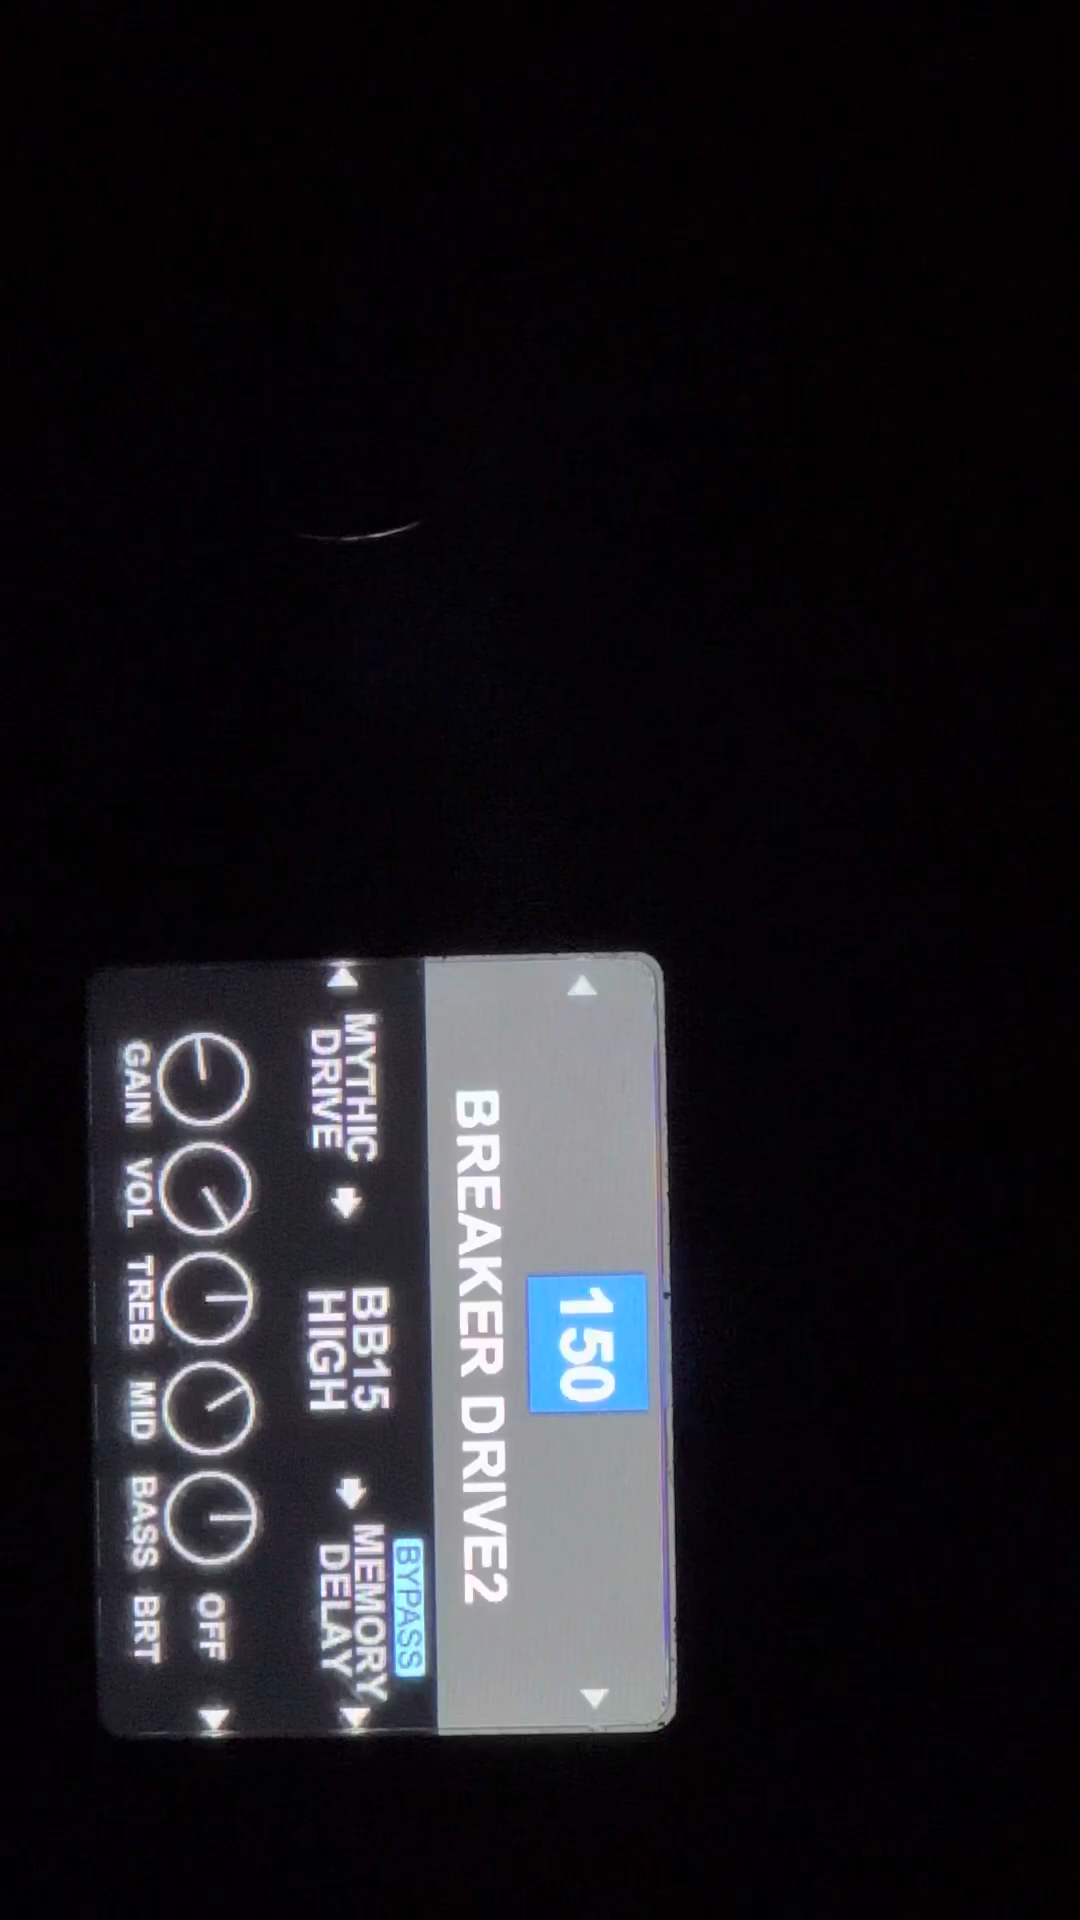 150
BREAKER DRIVE2
BYPASS
MYTHIC DRIVE
BB15 HIGH
MEMORY DELAY
OFF
GAIN VOL TREB MID BASS BRT